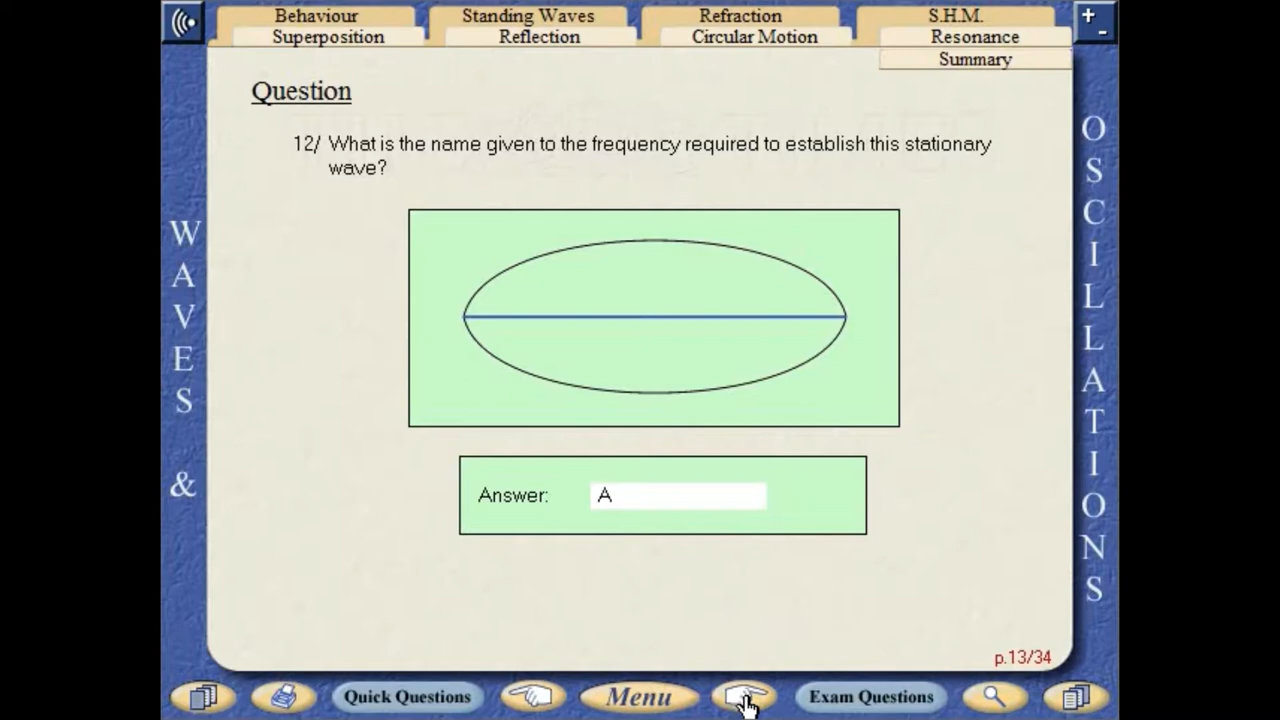 Behaviour
Standing Waves
Refraction
S.H.M.
Superposition
Reflection
Circular Motion
Resonance
Summary
Question
12/ What is the name given to the frequency required to establish this stationary
wave?
Answer: A
WAVES &
OSCILLATIONS
p.13/34
Quick Questions
Menu
Exam Questions